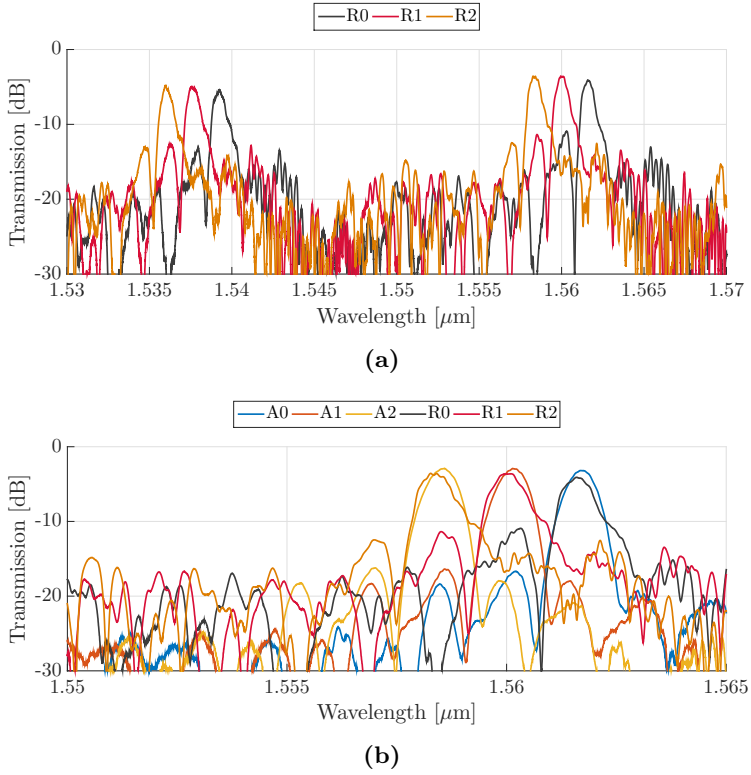 R0 R1 R2
0
-10
-20
-30
Transmission [dB]
1.53 1.535 1.54 1.545 1.55 1.555 1.56 1.565 1.57
Wavelength [μm]
(a)
A0 A1 A2 R0 R1 R2
0
-10
-20
-30
Transmission [dB]
1.55 1.555 1.56 1.565
Wavelength [μm]
(b)